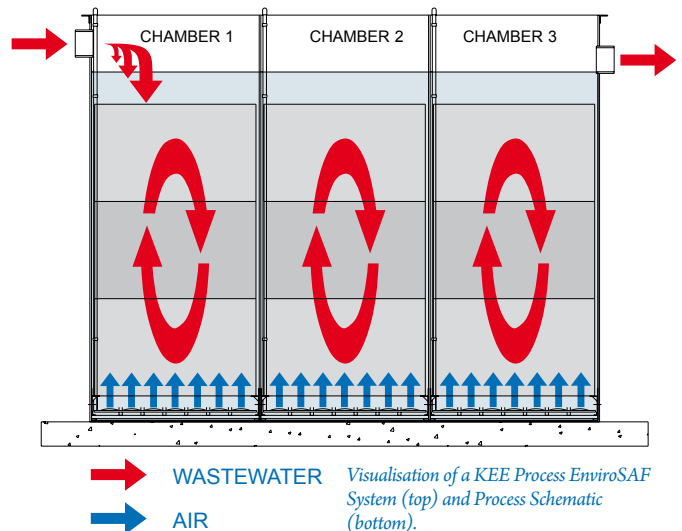 CHAMBER 1
CHAMBER 2
CHAMBER 3
WASTEWATER
AIR
Visualisation of a KEE Process EnviroSAF
System (top) and Process Schematic
(bottom).